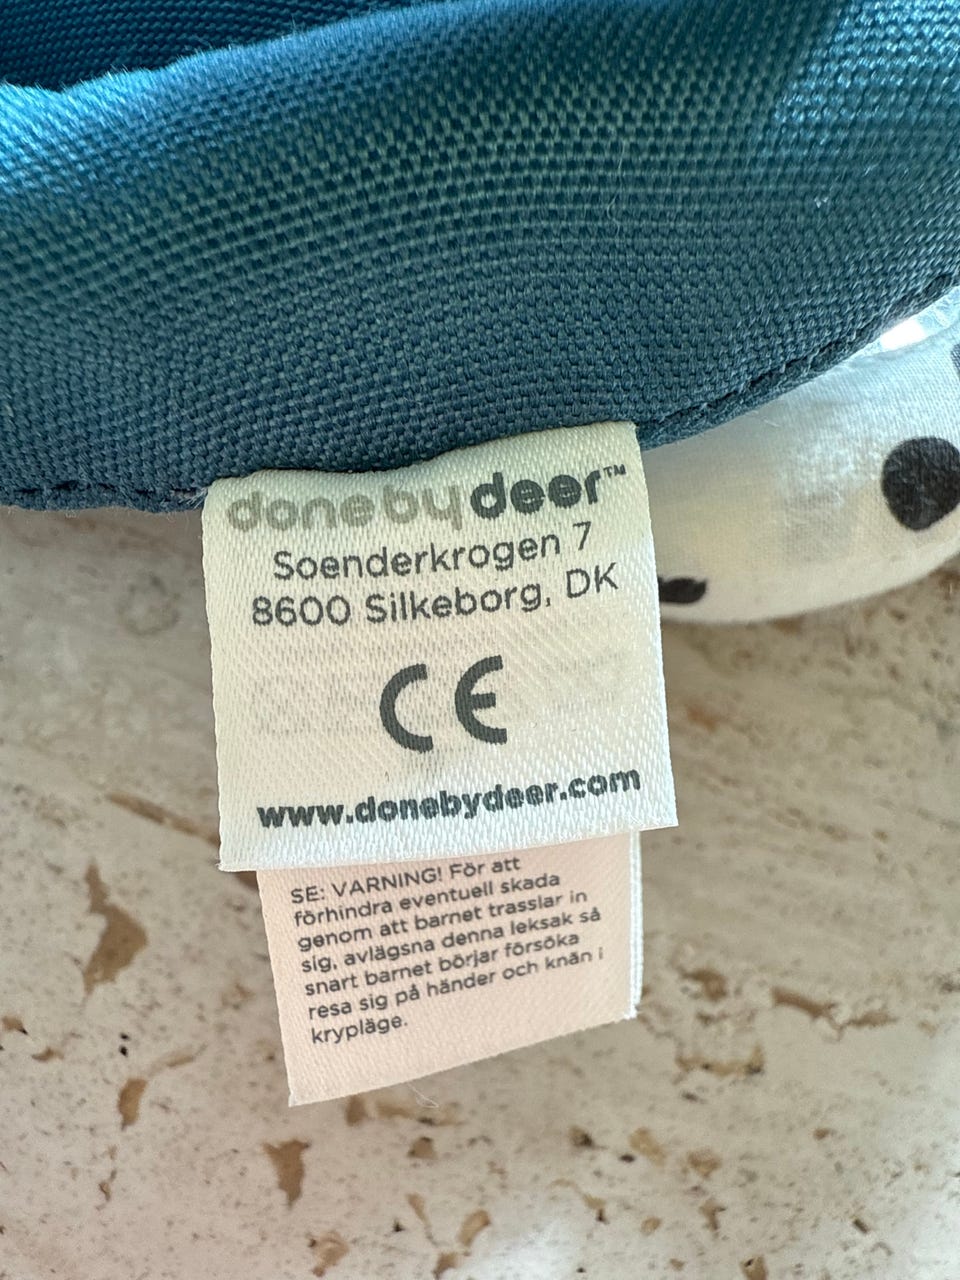 donebydeer™
Soenderkrogen 7
8600 Silkeborg, DK
CE
www.donebydeer.com
SE: VARNING! För att
förhindra eventuell skada
genom att barnet trasslar in
sig, avlägsna denna leksak så
snart barnet börjar försöka
resa sig på händer och knän i
krypläge.